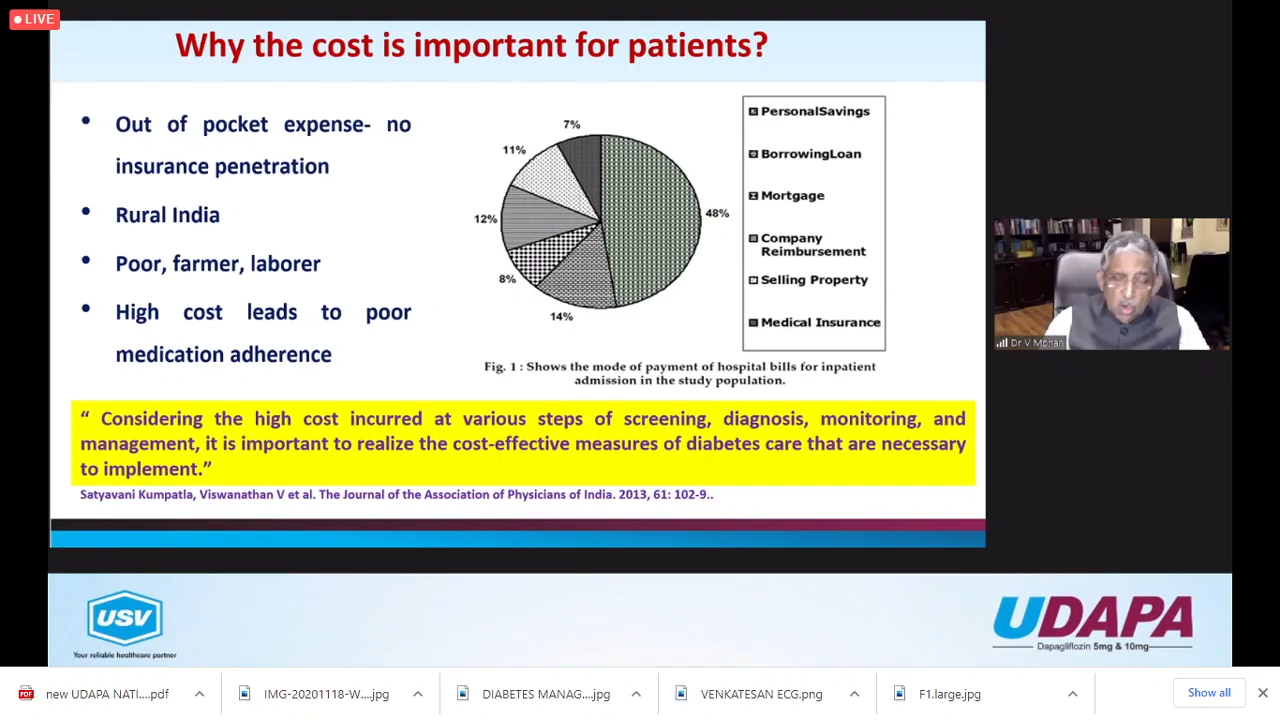 LIVE
Why the cost is important for patients?
• Out of pocket expense- no
insurance penetration
• Rural India
• Poor, farmer, laborer
• High cost leads to poor
medication adherence
7%
11%
12%
8%
14%
48%
PersonalSavings
BorrowingLoan
Mortgage
Company
Reimbursement
Selling Property
Medical Insurance
Fig. 1 : Shows the mode of payment of hospital bills for inpatient
admission in the study population.
“ Considering the high cost incurred at various steps of screening, diagnosis, monitoring, and
management, it is important to realize the cost-effective measures of diabetes care that are necessary
to implement.”
Satyavani Kumpatla, Viswanathan V et al. The Journal of the Association of Physicians of India. 2013, 61: 102-9..
Dr V Mohan
USV
Your reliable healthcare partner
UDAPA
Dapagliflozin 5mg & 10mg
new UDAPA NATI....pdf
IMG-20201118-W....jpg
DIABETES MANAG....jpg
VENKATESAN ECG.png
F1.large.jpg
Show all